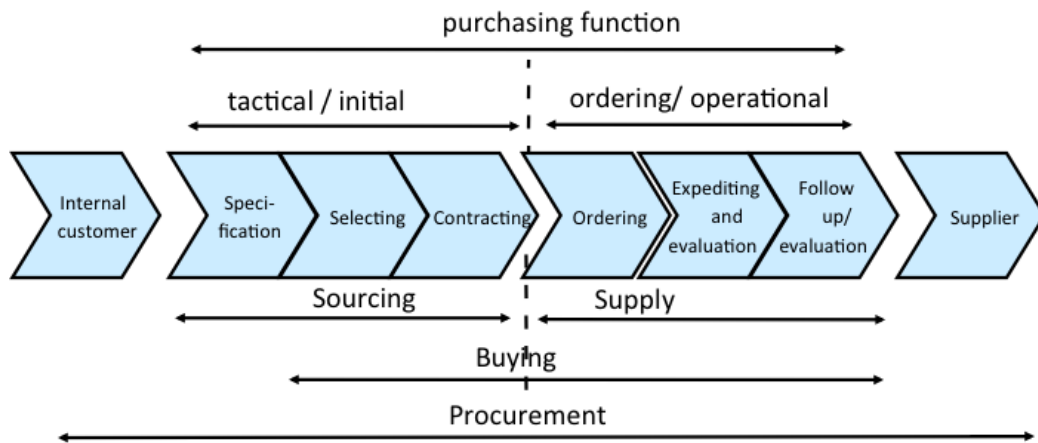 purchasing function
tactical / initial
ordering/ operational
Internal
customer
Speci-
fication
Selecting
Contracting
Ordering
Expediting
and
evaluation
Follow
up/
evaluation
Supplier
Sourcing
Supply
Buying
Procurement